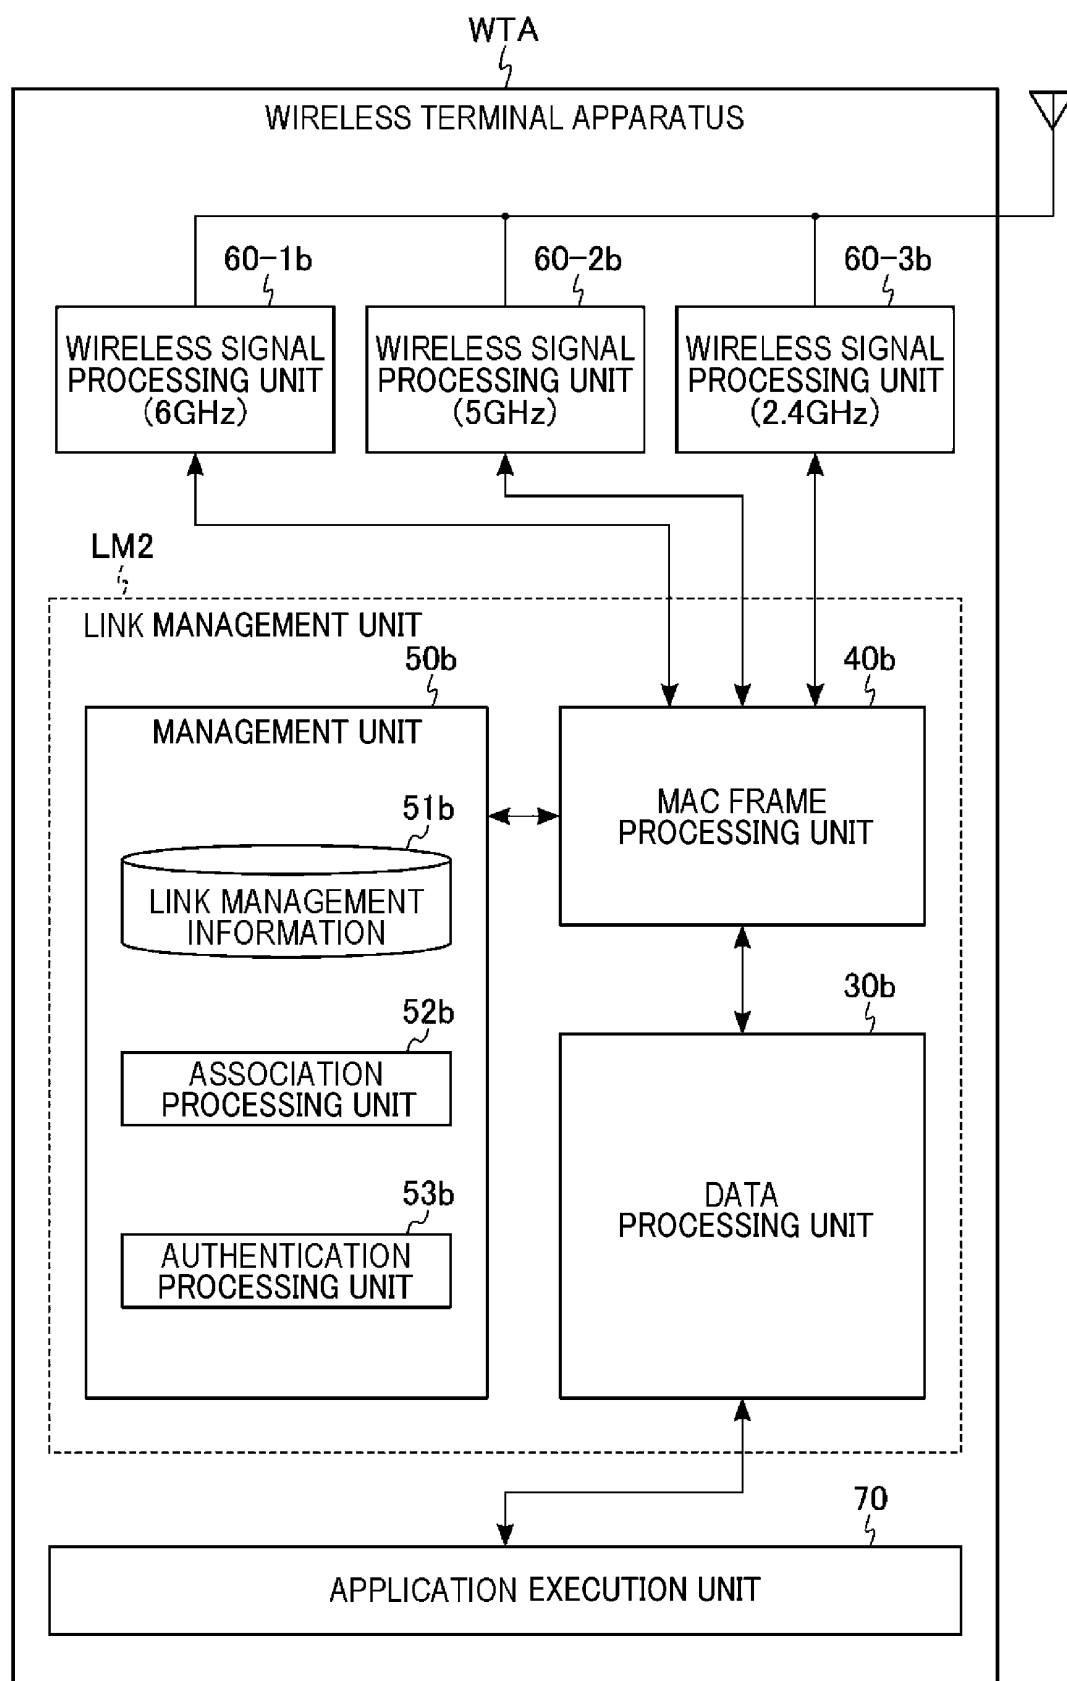 WTA
WIRELESS TERMINAL APPARATUS
60-1b
60-2b
60-3b
WIRELESS SIGNAL
PROCESSING UNIT
(6GHz)
WIRELESS SIGNAL
PROCESSING UNIT
(5GHz)
WIRELESS SIGNAL
PROCESSING UNIT
(2.4GHz)
LM2
LINK MANAGEMENT UNIT
50b
40b
MANAGEMENT UNIT
MAC FRAME
PROCESSING UNIT
51b
LINK MANAGEMENT
INFORMATION
30b
52b
ASSOCIATION
PROCESSING UNIT
DATA
PROCESSING UNIT
53b
AUTHENTICATION
PROCESSING UNIT
70
APPLICATION EXECUTION UNIT